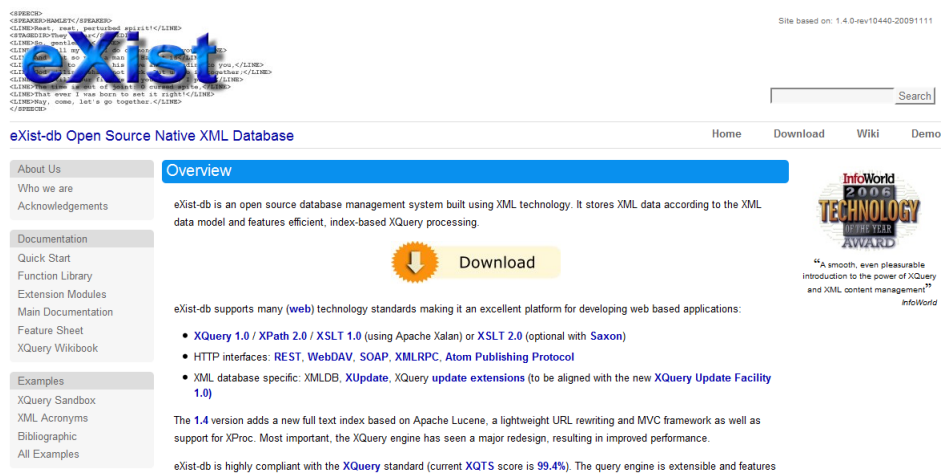 <SPEECH>
<SPEAKER>HAMLET</SPEAKER>
<LINE>Rest, rest, perturbed spirit!</LINE>
eXist
<LINE>That ever I was born to set it right!</LINE>
<LINE>Nay, come, let's go together.</LINE>
</SPEECH>
Site based on: 1.4.0-rev10440-20091111
Search
eXist-db Open Source Native XML Database
Home Download Wiki Demo
About Us
Who we are
Acknowledgements
Documentation
Quick Start
Function Library
Extension Modules
Main Documentation
Feature Sheet
XQuery Wikibook
Examples
XQuery Sandbox
XML Acronyms
Bibliographic
All Examples
Overview
eXist-db is an open source database management system built using XML technology. It stores XML data according to the XML
data model and features efficient, index-based XQuery processing.
Download
eXist-db supports many (web) technology standards making it an excellent platform for developing web based applications:
• XQuery 1.0 / XPath 2.0 / XSLT 1.0 (using Apache Xalan) or XSLT 2.0 (optional with Saxon)
• HTTP interfaces: REST, WebDAV, SOAP, XMLRPC, Atom Publishing Protocol
• XML database specific: XMLDB, XUpdate, XQuery update extensions (to be aligned with the new XQuery Update Facility
1.0)
The 1.4 version adds a new full text index based on Apache Lucene, a lightweight URL rewriting and MVC framework as well as
support for XProc. Most important, the XQuery engine has seen a major redesign, resulting in improved performance.
eXist-db is highly compliant with the XQuery standard (current XQTS score is 99.4%). The query engine is extensible and features
InfoWorld
2006
TECHNOLOGY
OF THE YEAR
AWARD
“A smooth, even pleasurable
introduction to the power of XQuery
and XML content management”
InfoWorld